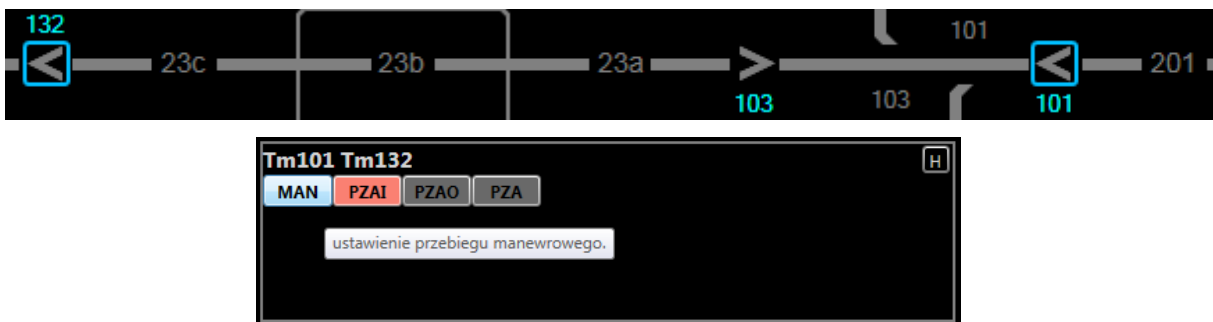 132
101
23c 23b 23a 201
103
103
101
Tm101 Tm132
H
MAN PZAI PZAO PZA
ustawienie przebiegu manewrowego.